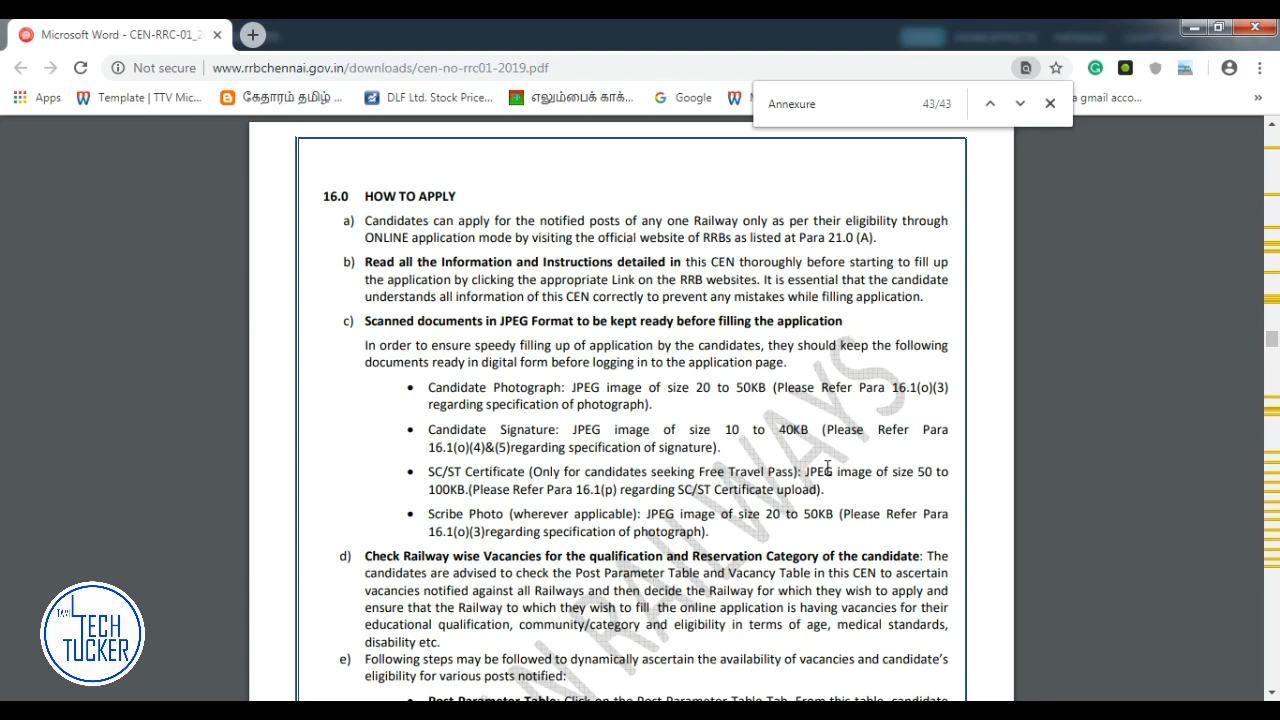 Microsoft Word - CEN-RRC-01_2
Not secure
www.rrbchennai.gov.in/downloads/cen-no-rrc01-2019.pdf
Apps
Template | TTV Mic...
கேதாரம் தமிழ் ...
DLF Ltd. Stock Price...
எலும்பைக் காக்...
Google
a gmail acco...
»
Annexure
43/43
16.0 HOW TO APPLY
a) Candidates can apply for the notified posts of any one Railway only as per their eligibility through
ONLINE application mode by visiting the official website of RRBs as listed at Para 21.0 (A).
b) Read all the Information and Instructions detailed in this CEN thoroughly before starting to fill up
the application by clicking the appropriate Link on the RRB websites. It is essential that the candidate
understands all information of this CEN correctly to prevent any mistakes while filling application.
c) Scanned documents in JPEG Format to be kept ready before filling the application
In order to ensure speedy filling up of application by the candidates, they should keep the following
documents ready in digital form before logging in to the application page.
• Candidate Photograph: JPEG image of size 20 to 50KB (Please Refer Para 16.1(o)(3)
regarding specification of photograph).
• Candidate Signature: JPEG image of size 10 to 40KB (Please Refer Para
16.1(o)(4)&(5)regarding specification of signature).
• SC/ST Certificate (Only for candidates seeking Free Travel Pass): JPEG image of size 50 to
100KB.(Please Refer Para 16.1(p) regarding SC/ST Certificate upload).
• Scribe Photo (wherever applicable): JPEG image of size 20 to 50KB (Please Refer Para
16.1(o)(3)regarding specification of photograph).
d) Check Railway wise Vacancies for the qualification and Reservation Category of the candidate: The
candidates are advised to check the Post Parameter Table and Vacancy Table in this CEN to ascertain
vacancies notified against all Railways and then decide the Railway for which they wish to apply and
ensure that the Railway to which they wish to fill the online application is having vacancies for their
educational qualification, community/category and eligibility in terms of age, medical standards,
disability etc.
e) Following steps may be followed to dynamically ascertain the availability of vacancies and candidate's
eligibility for various posts notified:
• Post Parameter Table: Click on the Post Parameter Table Tab. From this table, candidate
RAILWAYS
TAMIL
TECH
TUCKER